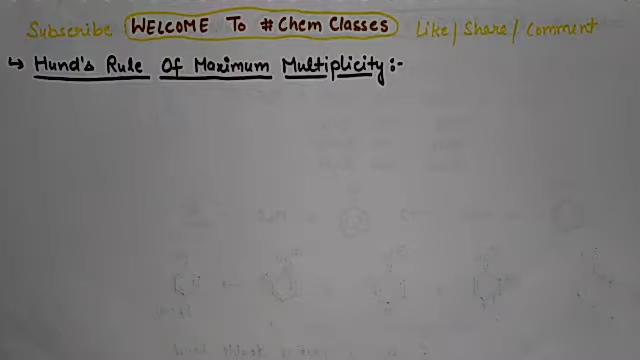 Subscribe WELCOME To # Chem Classes Like/Share/Comment
↳ Hund's Rule Of Maximum Multiplicity:-